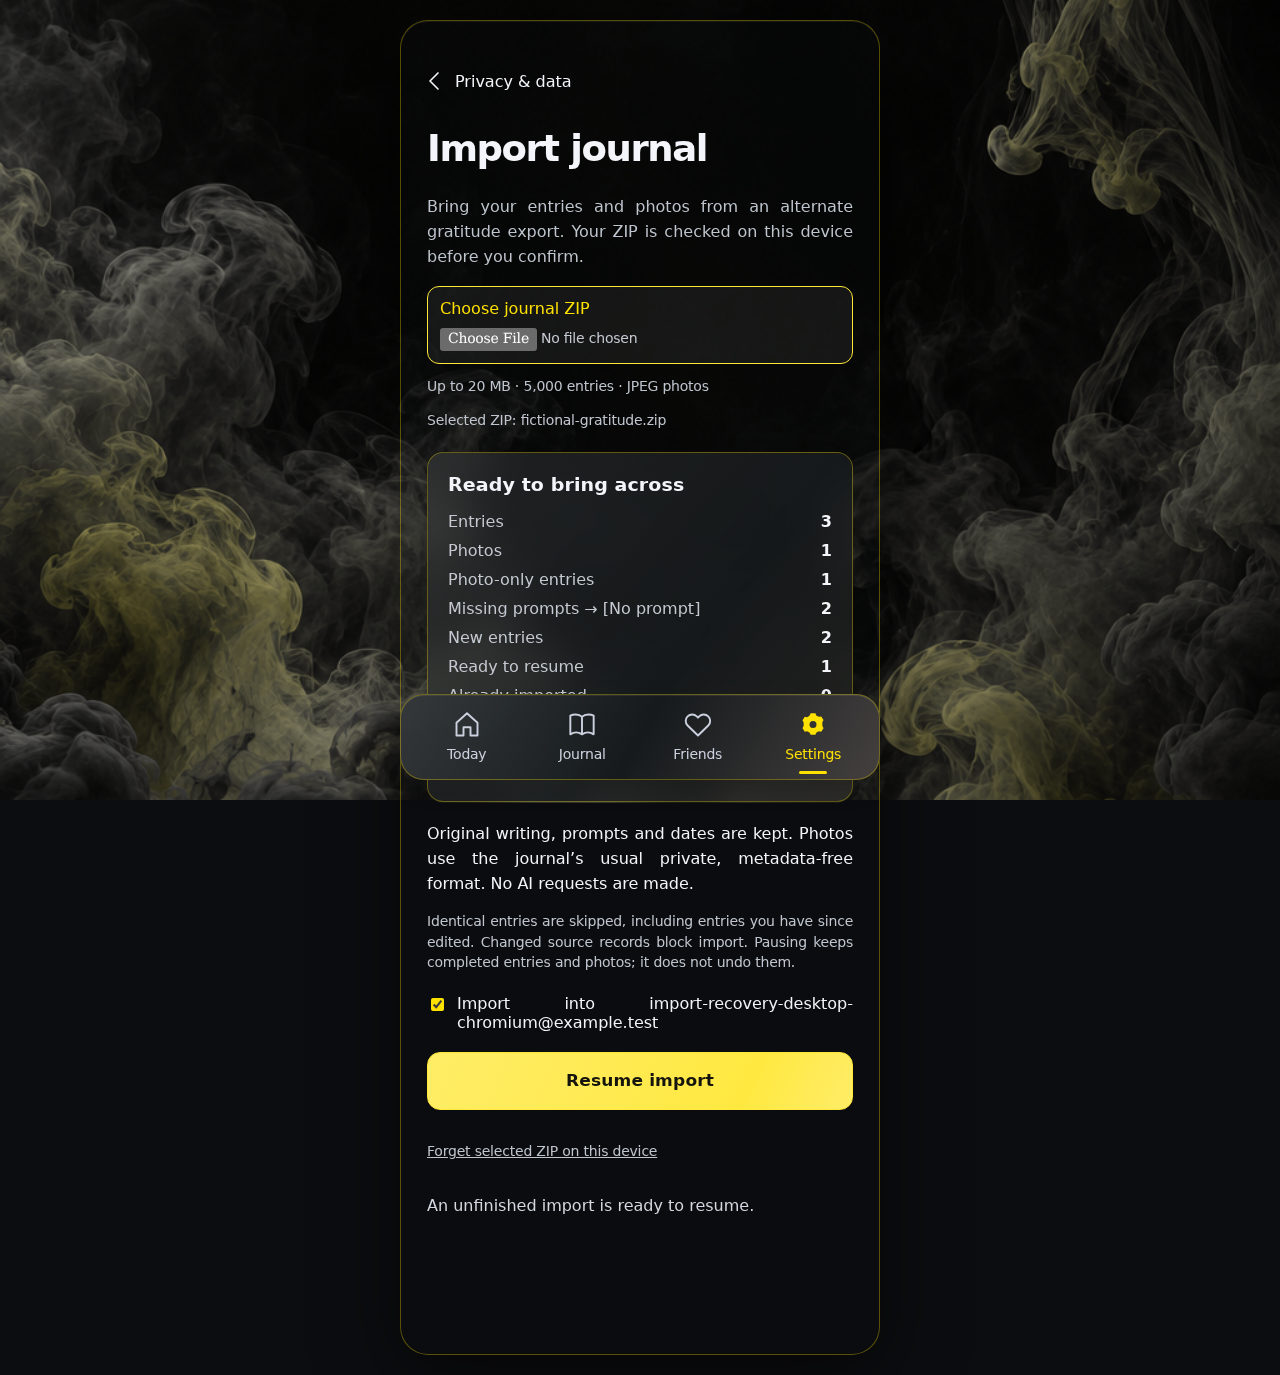 Privacy & data
Import journal
Bring your entries and photos from an alternate
gratitude export. Your ZIP is checked on this device
before you confirm.
Choose journal ZIP
Choose File No file chosen
Up to 20 MB · 5,000 entries · JPEG photos
Selected ZIP: fictional-gratitude.zip
Ready to bring across
Entries 3
Photos 1
Photo-only entries 1
Missing prompts → [No prompt] 2
New entries 2
Ready to resume 1
Already imported 0
Today Journal Friends Settings
Original writing, prompts and dates are kept. Photos
use the journal’s usual private, metadata-free
format. No AI requests are made.
Identical entries are skipped, including entries you have since
edited. Changed source records block import. Pausing keeps
completed entries and photos; it does not undo them.
Import into import-recovery-desktop-
chromium@example.test
Resume import
Forget selected ZIP on this device
An unfinished import is ready to resume.